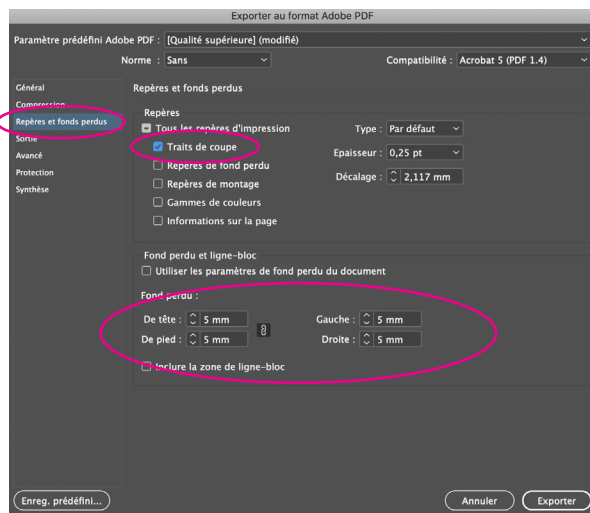 Exporter au format Adobe PDF
Paramètre prédéfini Adobe PDF : [Qualité supérieure] (modifié)
Norme : Sans Compatibilité : Acrobat 5 (PDF 1.4)
Général
Compression
Repères et fonds perdus
Sortie
Avancé
Protection
Synthèse
Repères et fonds perdus
Repères
Tous les repères d'impression Type : Par défaut
Traits de coupe Epaisseur : 0,25 pt
Repères de fond perdu Décalage : 2,117 mm
Repères de montage
Gammes de couleurs
Informations sur la page
Fond perdu et ligne-bloc
Utiliser les paramètres de fond perdu du document
Fond perdu :
De tête : 5 mm Gauche : 5 mm
De pied : 5 mm Droite : 5 mm
Inclure la zone de ligne-bloc
Enreg. prédéfini... Annuler Exporter